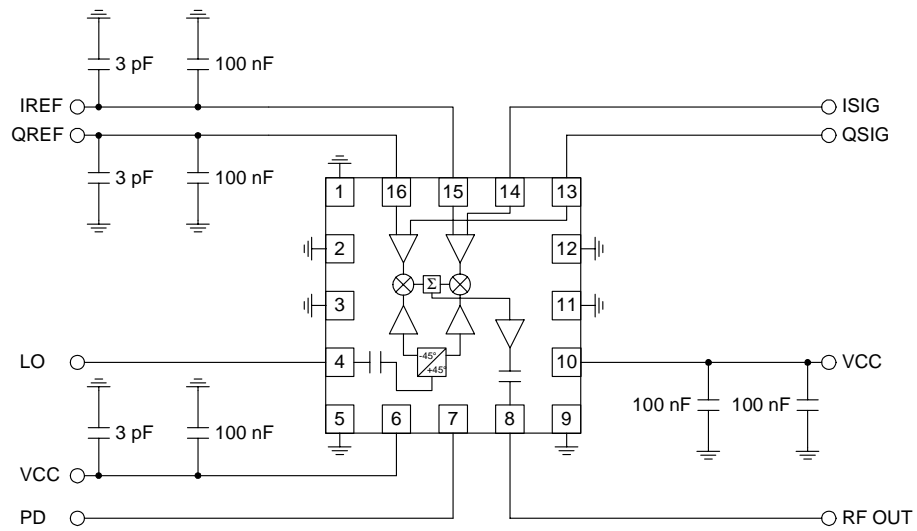 3 pF 100 nF
IREF ISIG
QREF QSIG
3 pF 100 nF
1 16 15 14 13
2 12
Σ
3 11
LO 4 -45° 10 VCC
+45°
3 pF 100 nF 100 nF 100 nF
5 6 7 8 9
VCC
PD RF OUT